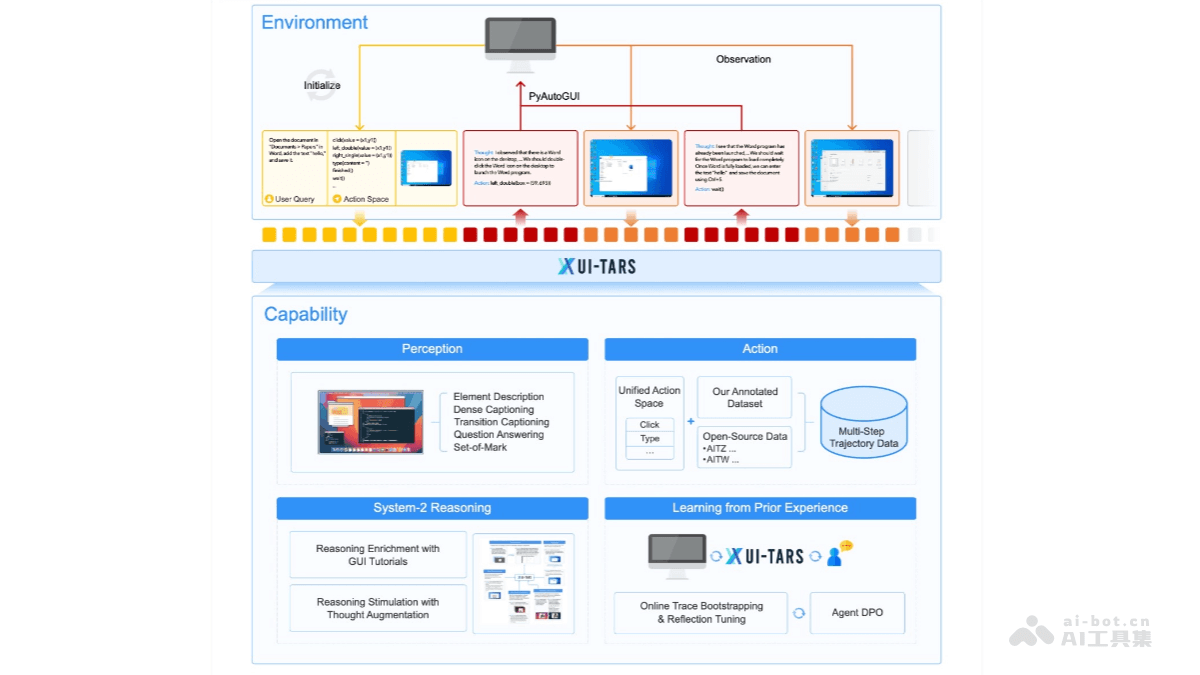 Environment
Observation
Initialize
PyAutoGUI
Open the document in
"Documents > Papers" in
Word, add the text "hello,"
and save it.
User Query
click(value = (x1,y1))
left_double(value = (x1,y1))
right_single(value = (x1,y1))
type(content = '')
finished()
wait()
Action Space
Thought: I observed that there is a Word
icon on the desktop, ... We should double-
click the Word icon on the desktop to
launch the Word program.
Thought: I see that the Word program has
already been launched, ... We should wait
for the Word program to load completely.
Once Word is fully loaded, we can enter
the text "hello" and save the document
using Ctrl+S.
Action: wait()
UI-TARS
Capability
Perception
Element Description
Dense Captioning
Transition Captioning
Question Answering
Set-of-Mark
Action
Unified Action
Space
Click
Type
...
+
Our Annotated
Dataset
Open-Source Data
•AITZ ...
•AITW ...
Multi-Step
Trajectory Data
System-2 Reasoning
Reasoning Enrichment with
GUI Tutorials
Reasoning Stimulation with
Thought Augmentation
Learning from Prior Experience
UI-TARS
Online Trace Bootstrapping
& Reflection Tuning
Agent DPO
ai-bot.cn
AI工具集